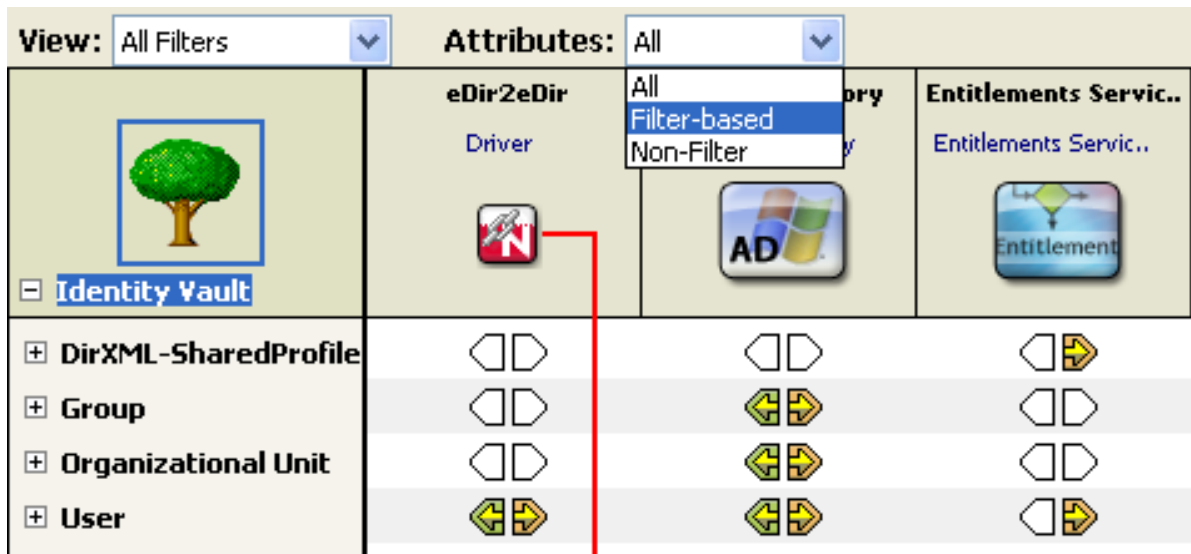 View: All Filters Attributes: All
All
Filter-based
Non-Filter
eDir2eDir ory Entitlements Servic..
Driver y Entitlements Servic..
N AD Entitlement
Identity Vault
DirXML-SharedProfile
Group
Organizational Unit
User